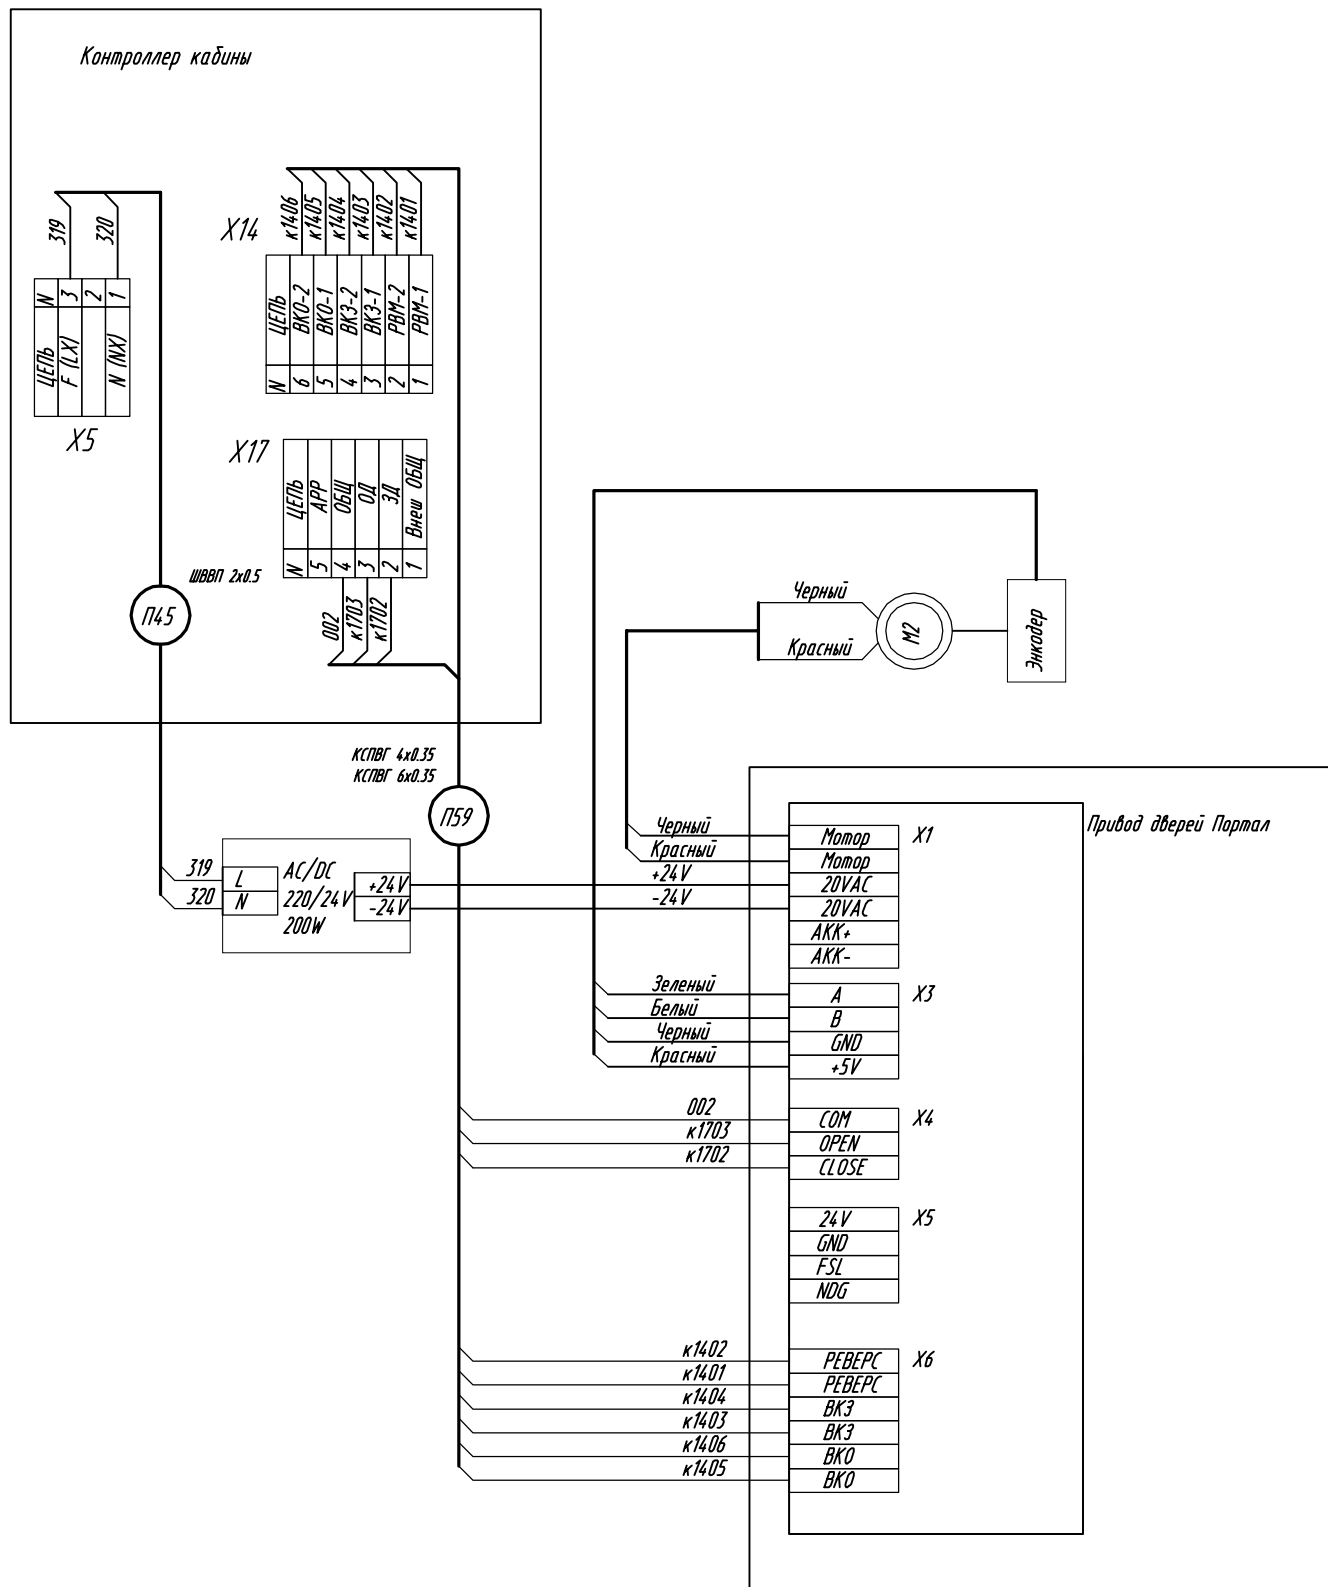 Контроллер кабины
319
320
N
3
2
1
ЦЕПЬ
F (LX)
N (NX)
X5
X14
к1406
к1405
к1404
к1403
к1402
к1401
ЦЕПЬ
ВКО-2
ВКО-1
ВКЗ-2
ВКЗ-1
РВМ-2
РВМ-1
N
6
5
4
3
2
1
X17
ЦЕПЬ
АРР
ОБЩ
ОД
ЗД
Внеш ОБЩ
N
5
4
3
2
1
002
к1703
к1702
ШВВП 2х0.5
П45
КСПВГ 4х0.35
КСПВГ 6х0.35
П59
Черный
Красный
М2
Энкодер
319
320
L
N
AC/DC
220/24V
200W
+24V
-24V
Привод дверей Портал
Черный
Красный
+24V
-24V
Мотор
Мотор
20VAC
20VAC
АКК+
АКК-
X1
Зеленый
Белый
Черный
Красный
A
B
GND
+5V
X3
002
к1703
к1702
COM
OPEN
CLOSE
X4
24V
GND
FSL
NDG
X5
к1402
к1401
к1404
к1403
к1406
к1405
РЕВЕРС
РЕВЕРС
ВКЗ
ВКЗ
ВКО
ВКО
X6